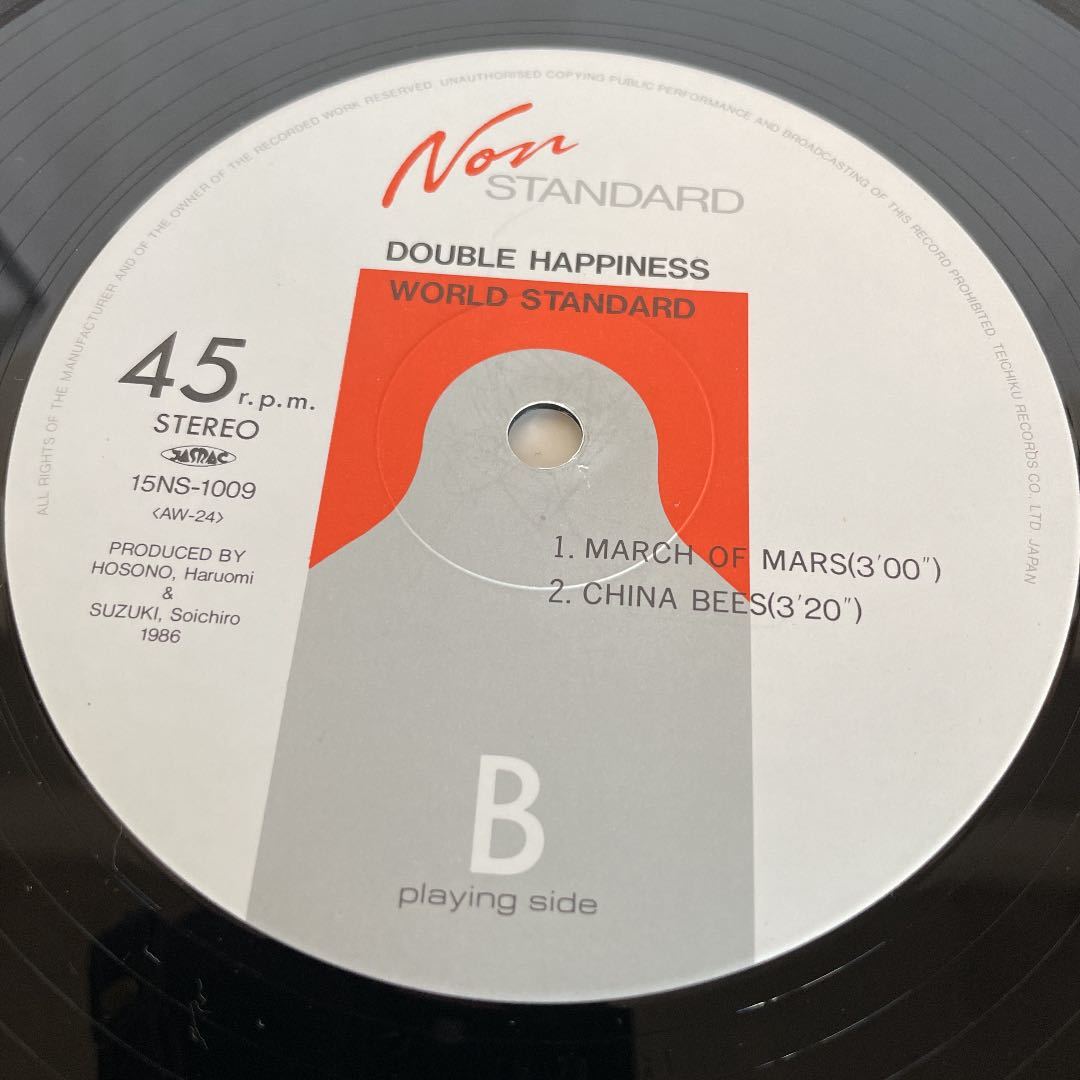 Non
STANDARD
DOUBLE HAPPINESS
WORLD STANDARD
45 r.p.m.
STEREO
JASRAC
15NS-1009
<AW-24>
PRODUCED BY
HOSONO, Haruomi
&
SUZUKI, Soichiro
1986
1. MARCH OF MARS(3'00")
2. CHINA BEES(3'20")
B
playing side
ALL RIGHTS OF THE MANUFACTURER AND OF THE OWNER OF THE RECORDED WORK RESERVED. UNAUTHORISED COPYING PUBLIC PERFORMANCE AND BROADCASTING OF THIS RECORD PROHIBITED. TEICHIKU RECORDS CO., LTD. JAPAN